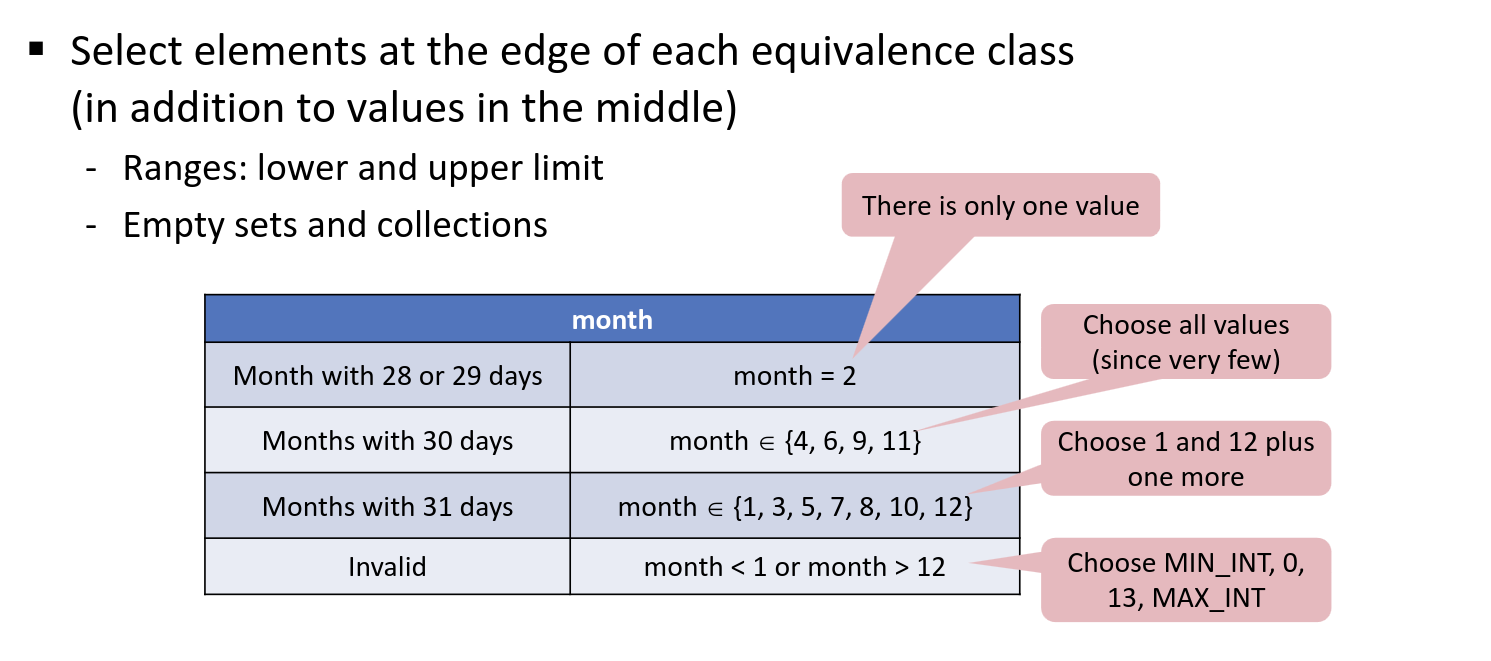 ▪ Select elements at the edge of each equivalence class
(in addition to values in the middle)
- Ranges: lower and upper limit
- Empty sets and collections
There is only one value
month
Month with 28 or 29 days
month = 2
Choose all values
(since very few)
Months with 30 days
month ∈ {4, 6, 9, 11}
Choose 1 and 12 plus
one more
Months with 31 days
month ∈ {1, 3, 5, 7, 8, 10, 12}
Invalid
month < 1 or month > 12
Choose MIN_INT, 0,
13, MAX_INT